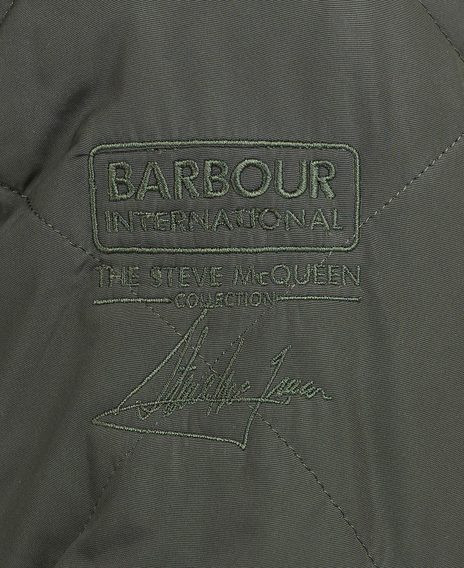 BARBOUR
INTERNATIONAL
THE STEVE McQUEEN
COLLECTION